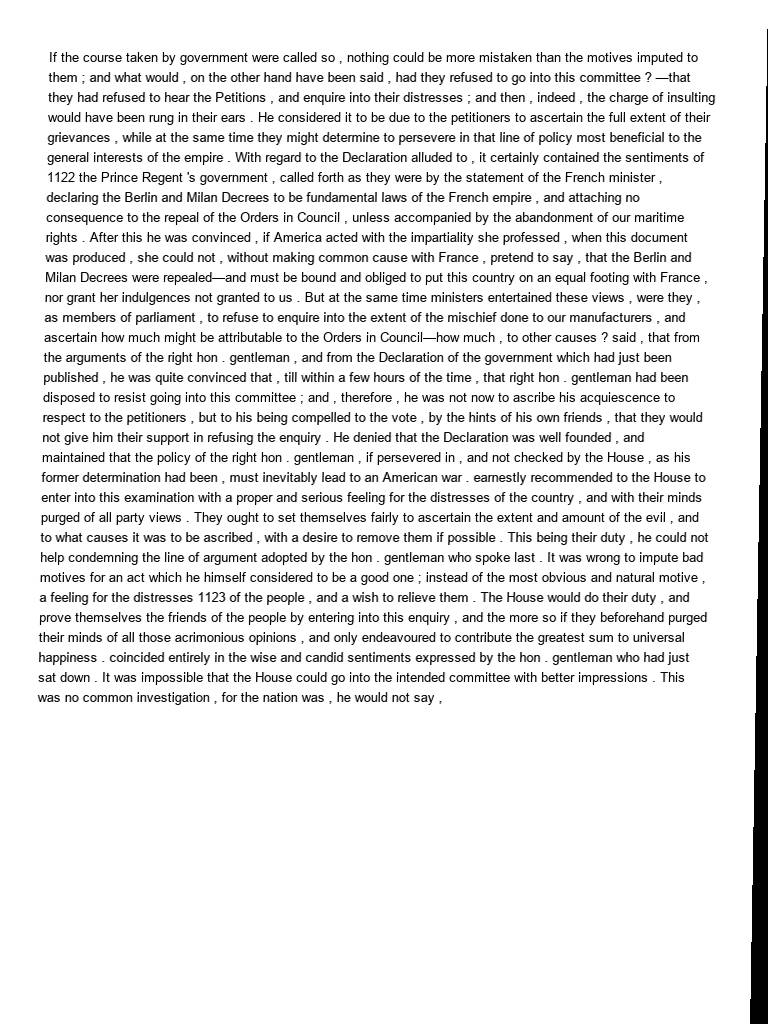 If the course taken by government were called so , nothing could be more mistaken than the motives imputed to
them ; and what would , on the other hand have been said , had they refused to go into this committee ? —that
they had refused to hear the Petitions , and enquire into their distresses ; and then , indeed , the charge of insulting
would have been rung in their ears . He considered it to be due to the petitioners to ascertain the full extent of their
grievances , while at the same time they might determine to persevere in that line of policy most beneficial to the
general interests of the empire . With regard to the Declaration alluded to , it certainly contained the sentiments of
1122 the Prince Regent 's government , called forth as they were by the statement of the French minister ,
declaring the Berlin and Milan Decrees to be fundamental laws of the French empire , and attaching no
consequence to the repeal of the Orders in Council , unless accompanied by the abandonment of our maritime
rights . After this he was convinced , if America acted with the impartiality she professed , when this document
was produced , she could not , without making common cause with France , pretend to say , that the Berlin and
Milan Decrees were repealed—and must be bound and obliged to put this country on an equal footing with France ,
nor grant her indulgences not granted to us . But at the same time ministers entertained these views , were they ,
as members of parliament , to refuse to enquire into the extent of the mischief done to our manufacturers , and
ascertain how much might be attributable to the Orders in Council—how much , to other causes ? said , that from
the arguments of the right hon . gentleman , and from the Declaration of the government which had just been
published , he was quite convinced that , till within a few hours of the time , that right hon . gentleman had been
disposed to resist going into this committee ; and , therefore , he was not now to ascribe his acquiescence to
respect to the petitioners , but to his being compelled to the vote , by the hints of his own friends , that they would
not give him their support in refusing the enquiry . He denied that the Declaration was well founded , and
maintained that the policy of the right hon . gentleman , if persevered in , and not checked by the House , as his
former determination had been , must inevitably lead to an American war . earnestly recommended to the House to
enter into this examination with a proper and serious feeling for the distresses of the country , and with their minds
purged of all party views . They ought to set themselves fairly to ascertain the extent and amount of the evil , and
to what causes it was to be ascribed , with a desire to remove them if possible . This being their duty , he could not
help condemning the line of argument adopted by the hon . gentleman who spoke last . It was wrong to impute bad
motives for an act which he himself considered to be a good one ; instead of the most obvious and natural motive ,
a feeling for the distresses 1123 of the people , and a wish to relieve them . The House would do their duty , and
prove themselves the friends of the people by entering into this enquiry , and the more so if they beforehand purged
their minds of all those acrimonious opinions , and only endeavoured to contribute the greatest sum to universal
happiness . coincided entirely in the wise and candid sentiments expressed by the hon . gentleman who had just
sat down . It was impossible that the House could go into the intended committee with better impressions . This
was no common investigation , for the nation was , he would not say ,